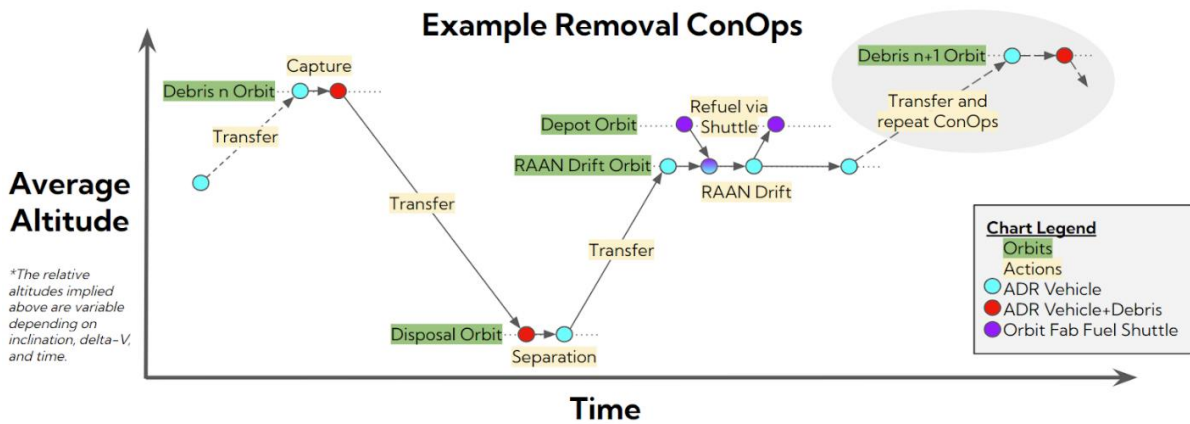 Example Removal ConOps
Capture
Debris n Orbit
Transfer
Debris n+1 Orbit
Transfer and
repeat ConOps
Refuel via
Shuttle
Depot Orbit
RAAN Drift Orbit
RAAN Drift
Average
Altitude
Transfer
Transfer
*The relative
altitudes implied
above are variable
depending on
inclination, delta-V,
and time.
Disposal Orbit
Separation
Chart Legend
Orbits
Actions
ADR Vehicle
ADR Vehicle+Debris
Orbit Fab Fuel Shuttle
Time